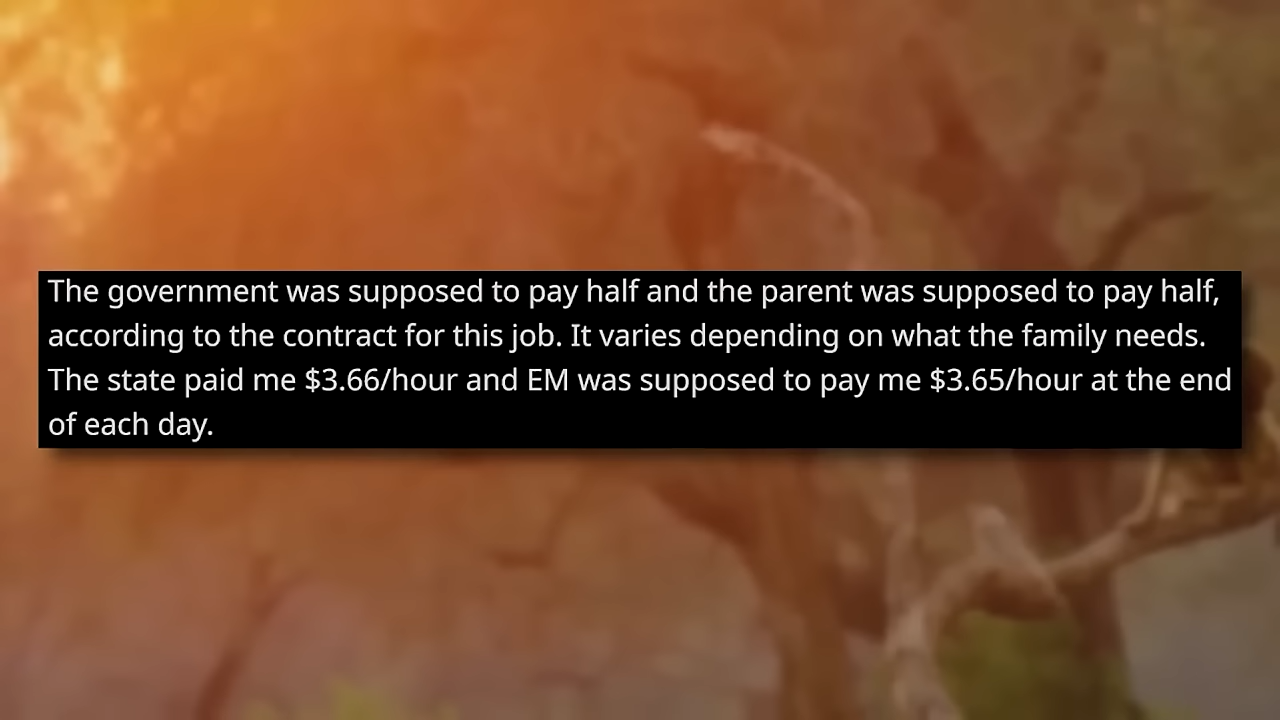 The government was supposed to pay half and the parent was supposed to pay half,
according to the contract for this job. It varies depending on what the family needs.
The state paid me $3.66/hour and EM was supposed to pay me $3.65/hour at the end
of each day.